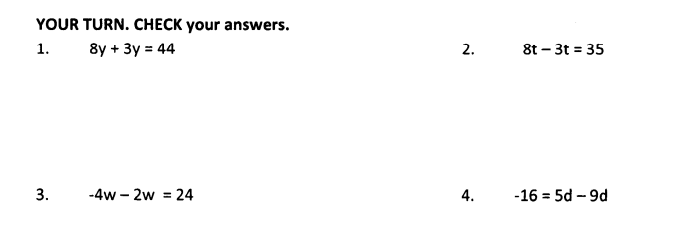 YOUR TURN. CHECK your answers.
1. 8y + 3y = 44
2. 8t – 3t = 35
3. -4w – 2w = 24
4. -16 = 5d – 9d